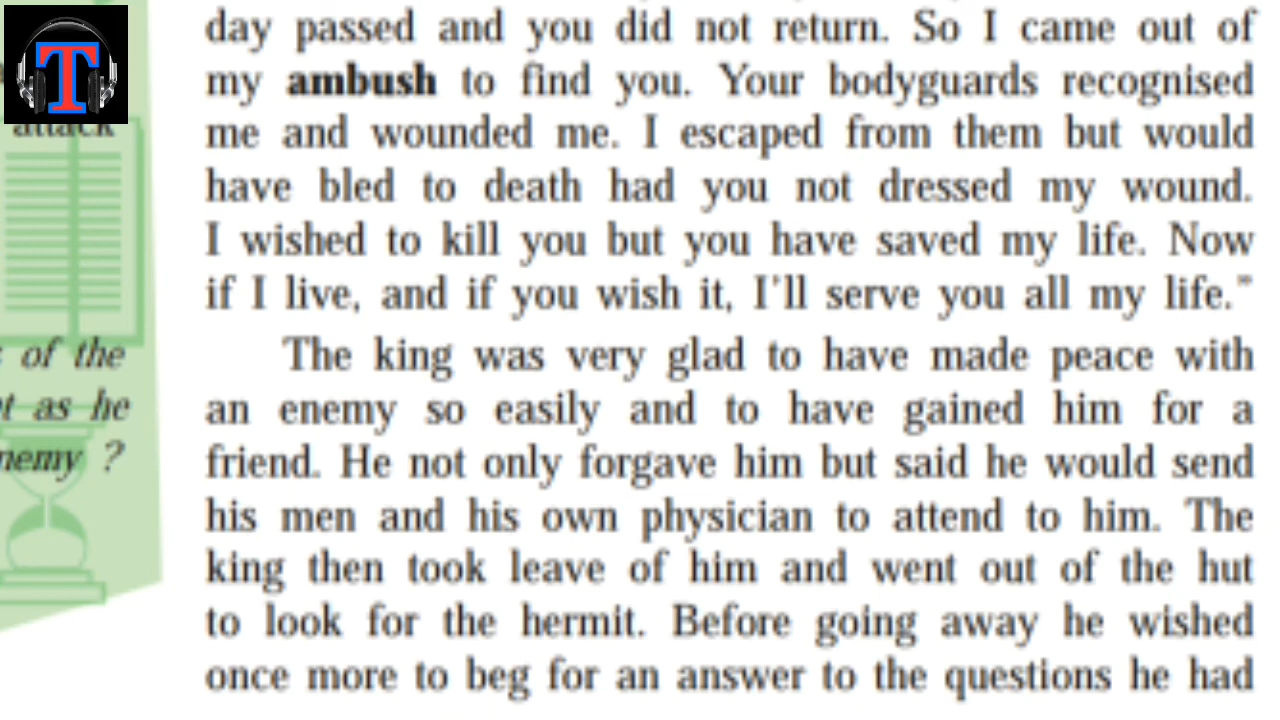 T
attack
of the
as he
?
day passed and you did not return. So I came out of
my ambush to find you. Your bodyguards recognised
me and wounded me. I escaped from them but would
have bled to death had you not dressed my wound.
I wished to kill you but you have saved my life. Now
if I live, and if you wish it, I'll serve you all my life."
The king was very glad to have made peace with
an enemy so easily and to have gained him for a
friend. He not only forgave him but said he would send
his men and his own physician to attend to him. The
king then took leave of him and went out of the hut
to look for the hermit. Before going away he wished
once more to beg for an answer to the questions he had